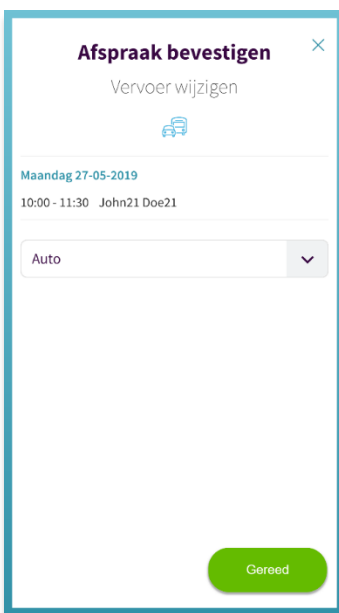 Afspraak bevestigen
Vervoer wijzigen
Maandag 27-05-2019
10:00 - 11:30 John21 Doe21
Auto
Gereed